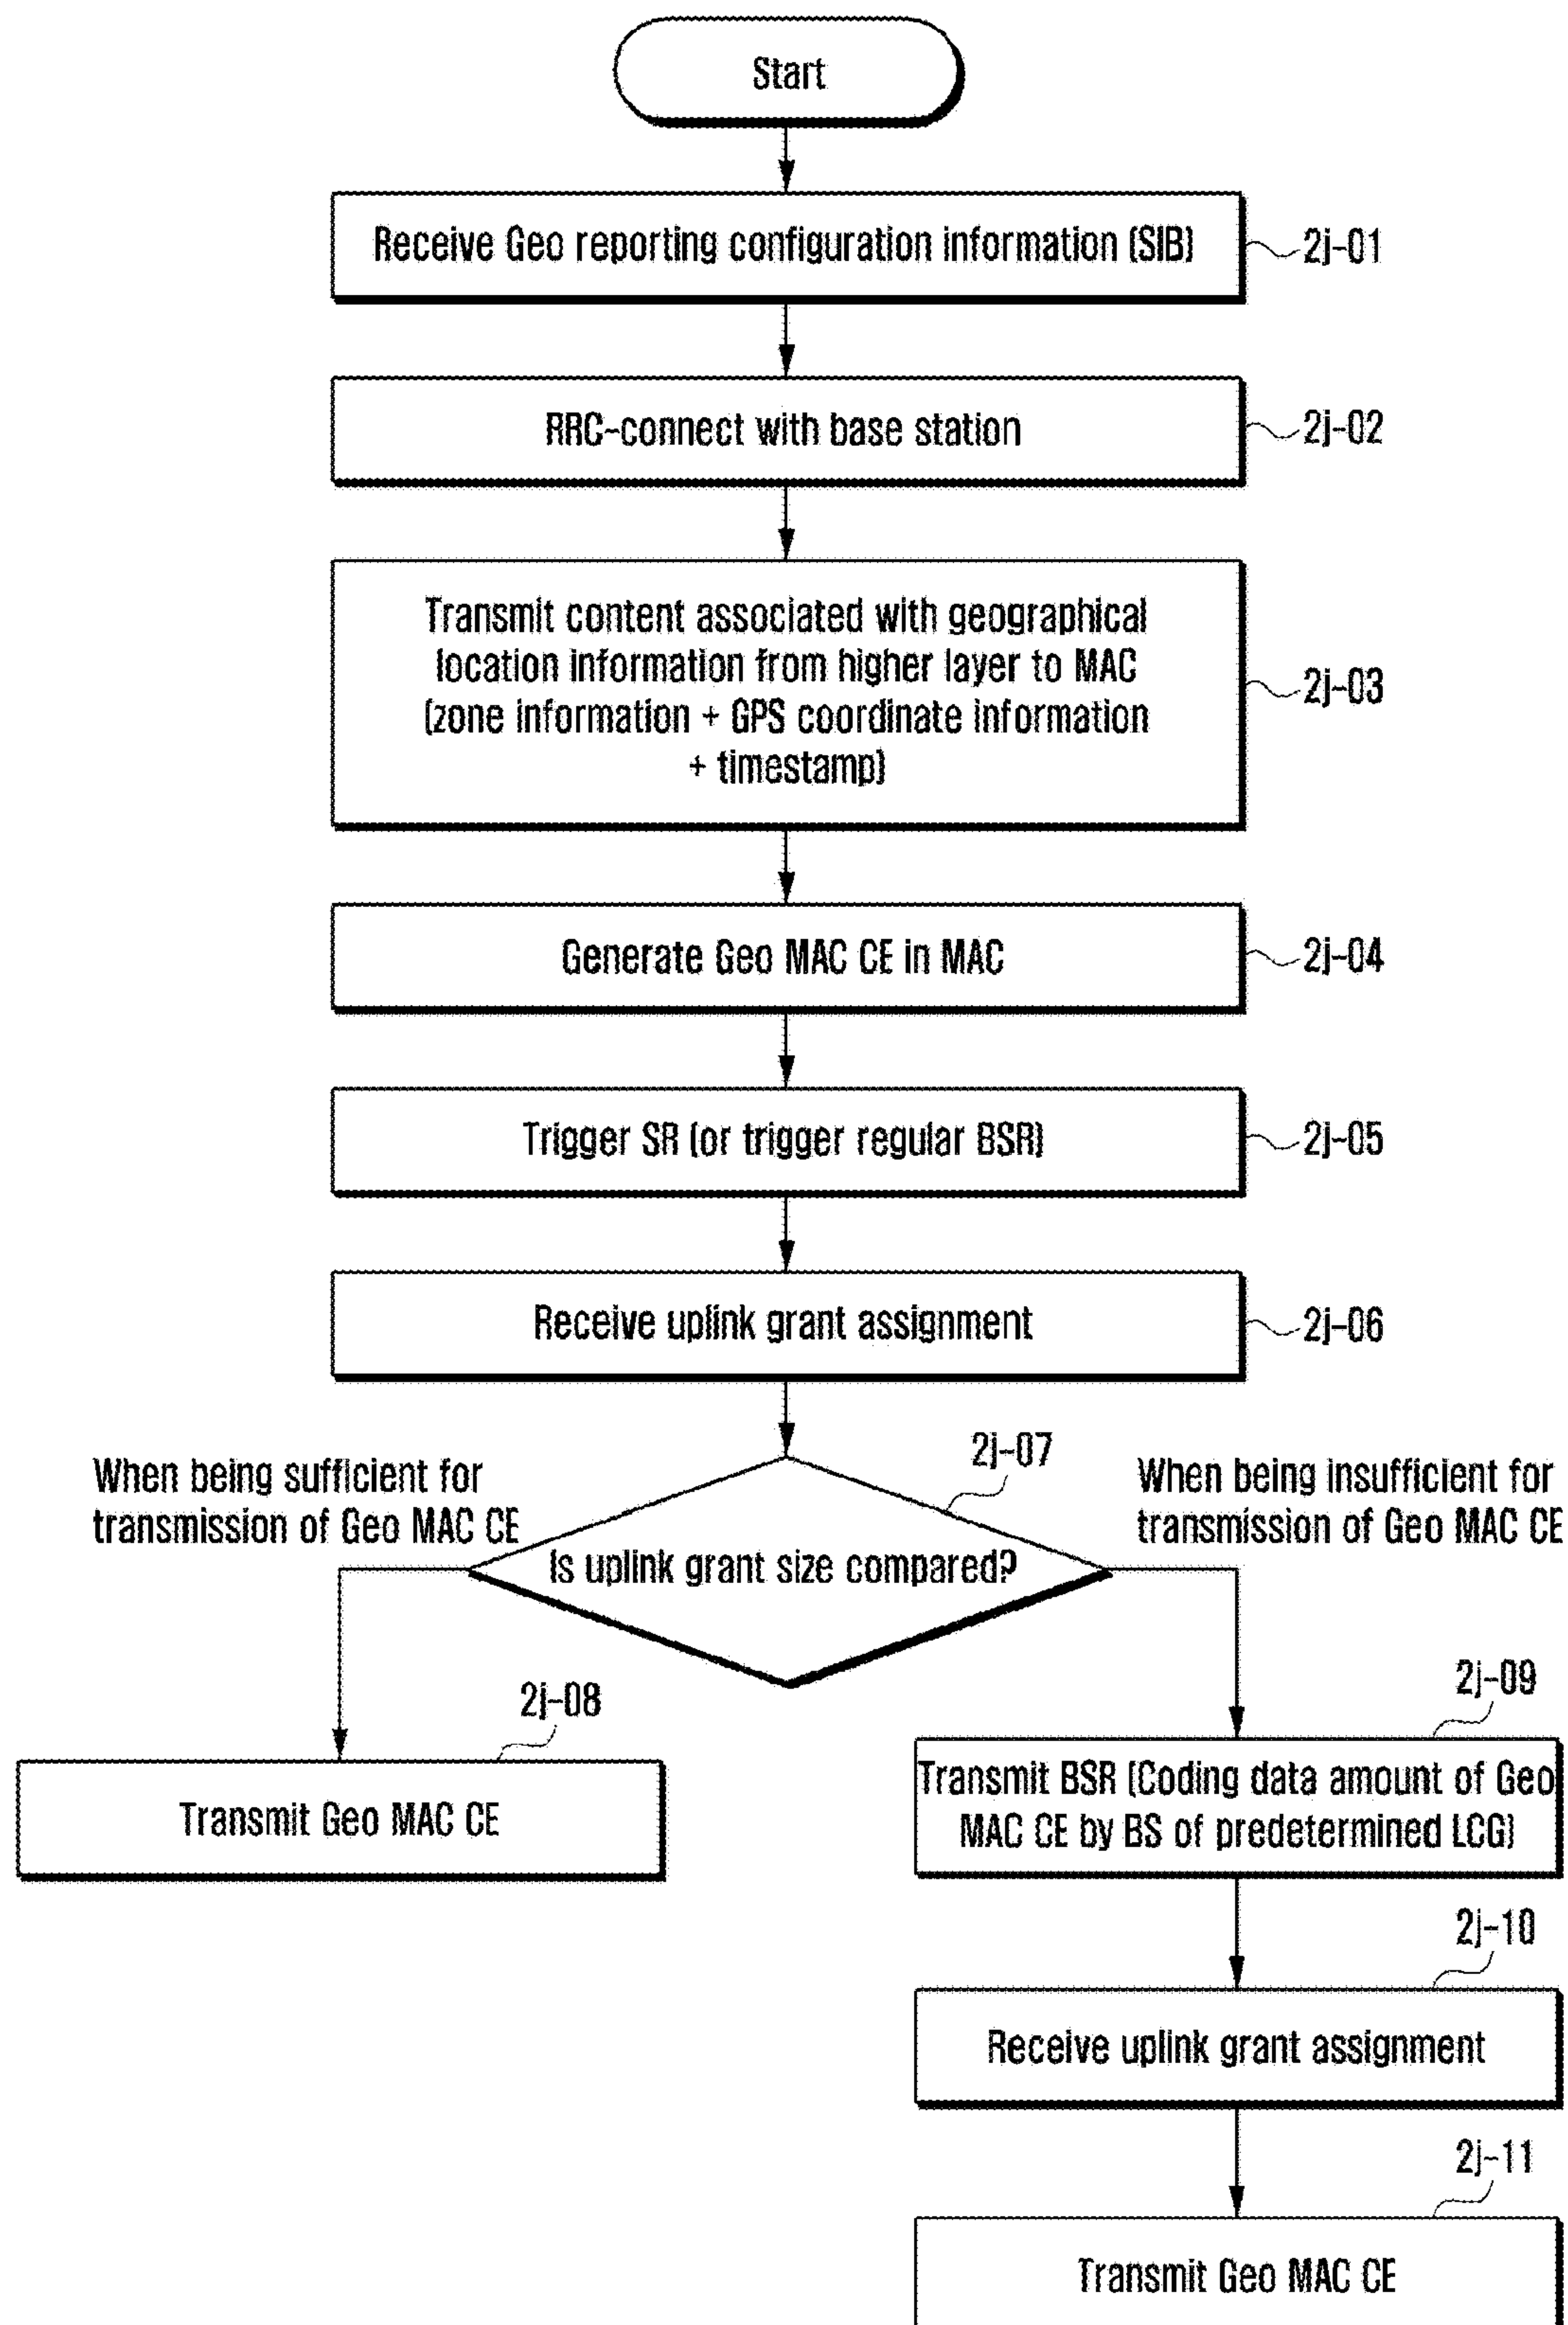 Start
Receive Geo reporting configuration information (SIB)
2j-01
RRC-connect with base station
2j-02
Transmit content associated with geographical
location information from higher layer to MAC
(zone information + GPS coordinate information
+ timestamp)
2j-03
Generate Geo MAC CE in MAC
2j-04
Trigger SR (or trigger regular BSR)
2j-05
Receive uplink grant assignment
2j-06
2j-07
When being sufficient for
transmission of Geo MAC CE
When being insufficient for
transmission of Geo MAC CE
Is uplink grant size compared?
2j-08
Transmit Geo MAC CE
2j-09
Transmit BSR (Coding data amount of Geo
MAC CE by BS of predetermined LCG)
2j-10
Receive uplink grant assignment
2j-11
Transmit Geo MAC CE